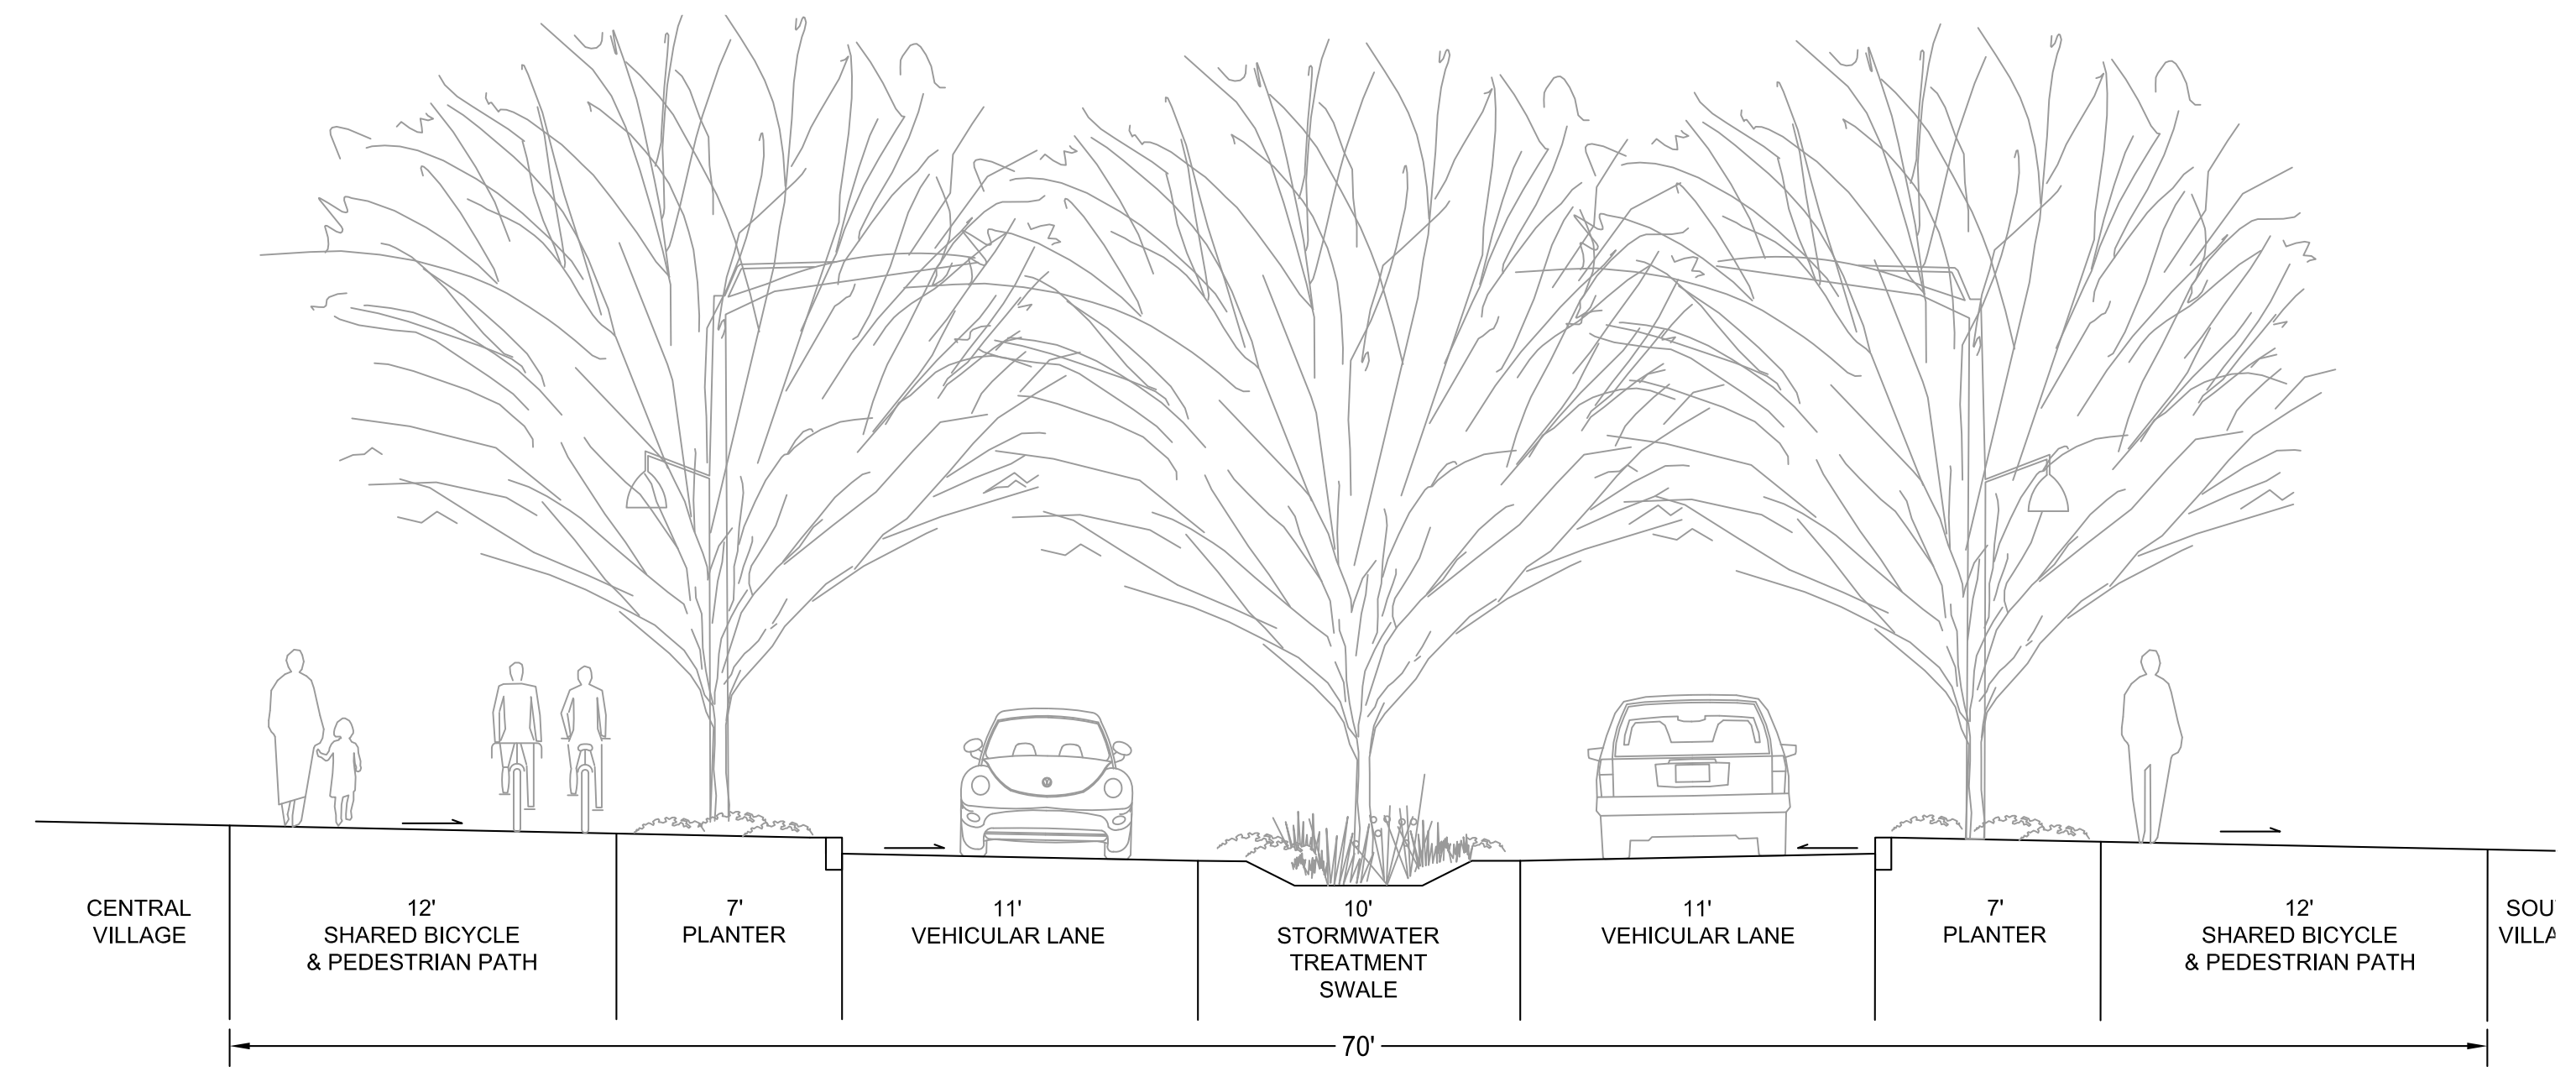 CENTRAL
VILLAGE
12'
SHARED BICYCLE
& PEDESTRIAN PATH
7'
PLANTER
11'
VEHICULAR LANE
10'
STORMWATER
TREATMENT
SWALE
11'
VEHICULAR LANE
7'
PLANTER
12'
SHARED BICYCLE
& PEDESTRIAN PATH
70'